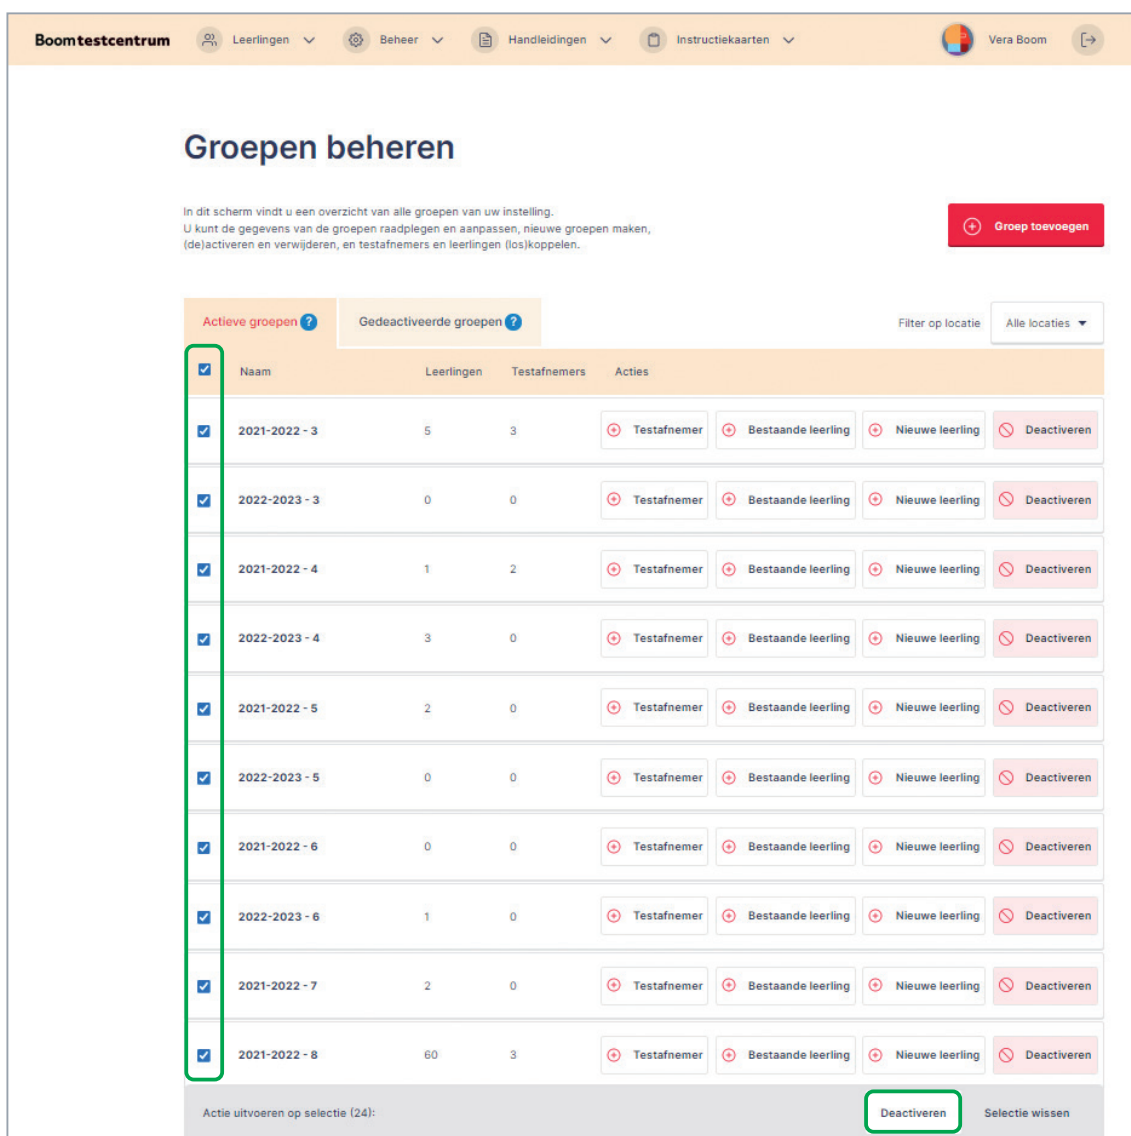 Boomtestcentrum Leerlingen Beheer Handleidingen Instructiekaarten Vera Boom
Groepen beheren
In dit scherm vindt u een overzicht van alle groepen van uw instelling.
U kunt de gegevens van de groepen raadplegen en aanpassen, nieuwe groepen maken,
(de)activeren en verwijderen, en testafnemers en leerlingen (los)koppelen.
Groep toevoegen
Actieve groepen ? Gedeactiveerde groepen ? Filter op locatie Alle locaties
Naam Leerlingen Testafnemers Acties
2021-2022 - 3 5 3 Testafnemer Bestaande leerling Nieuwe leerling Deactiveren
2022-2023 - 3 0 0 Testafnemer Bestaande leerling Nieuwe leerling Deactiveren
2021-2022 - 4 1 2 Testafnemer Bestaande leerling Nieuwe leerling Deactiveren
2022-2023 - 4 3 0 Testafnemer Bestaande leerling Nieuwe leerling Deactiveren
2021-2022 - 5 2 0 Testafnemer Bestaande leerling Nieuwe leerling Deactiveren
2022-2023 - 5 0 0 Testafnemer Bestaande leerling Nieuwe leerling Deactiveren
2021-2022 - 6 0 0 Testafnemer Bestaande leerling Nieuwe leerling Deactiveren
2022-2023 - 6 1 0 Testafnemer Bestaande leerling Nieuwe leerling Deactiveren
2021-2022 - 7 2 0 Testafnemer Bestaande leerling Nieuwe leerling Deactiveren
2021-2022 - 8 60 3 Testafnemer Bestaande leerling Nieuwe leerling Deactiveren
Actie uitvoeren op selectie (24): Deactiveren Selectie wissen